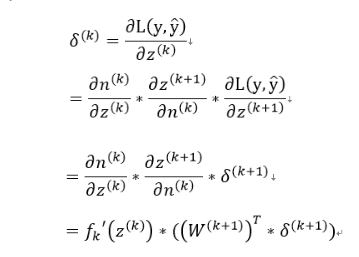 δ^(k) = ∂L(y,ŷ)/∂z^(k)↓
= ∂n^(k)/∂z^(k) * ∂z^(k+1)/∂n^(k) * ∂L(y,ŷ)/∂z^(k+1)↓
= ∂n^(k)/∂z^(k) * ∂z^(k+1)/∂n^(k) * δ^(k+1)↓
= f_k′(z^(k)) * ((W^(k+1))^T * δ^(k+1))↵